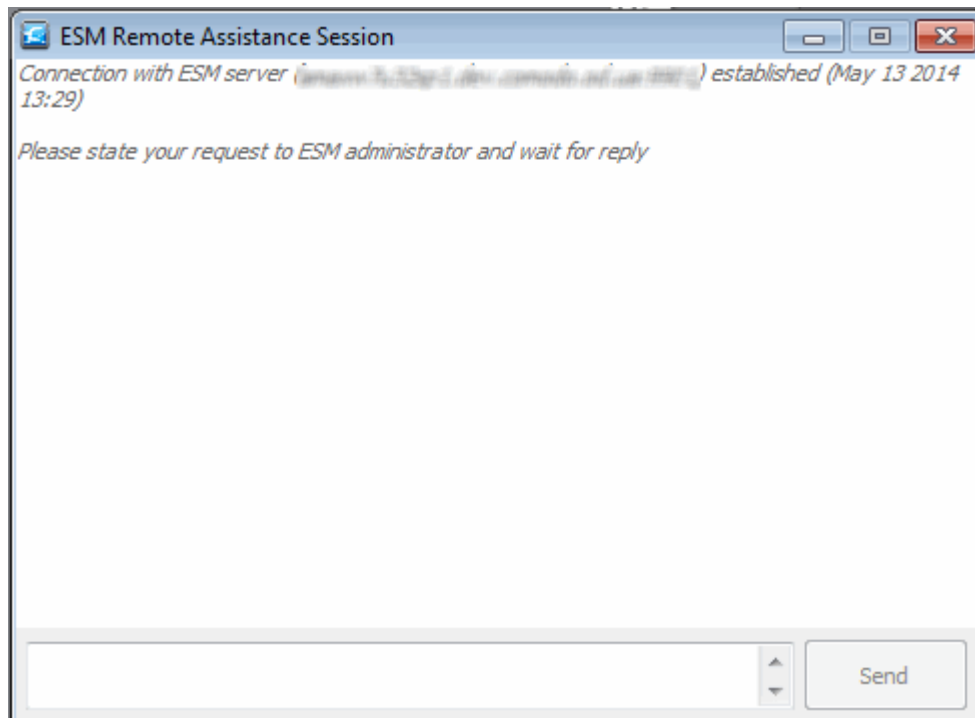 ESM Remote Assistance Session
Connection with ESM server ( ) established (May 13 2014
13:29)
Please state your request to ESM administrator and wait for reply
Send